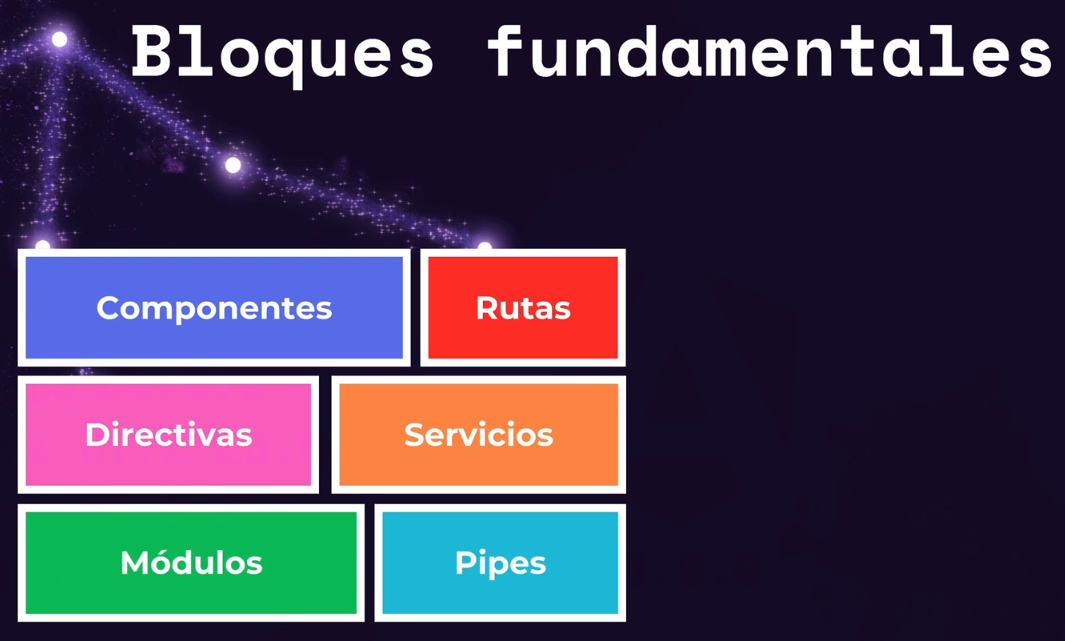 Bloques fundamentales
Componentes
Rutas
Directivas
Servicios
Módulos
Pipes